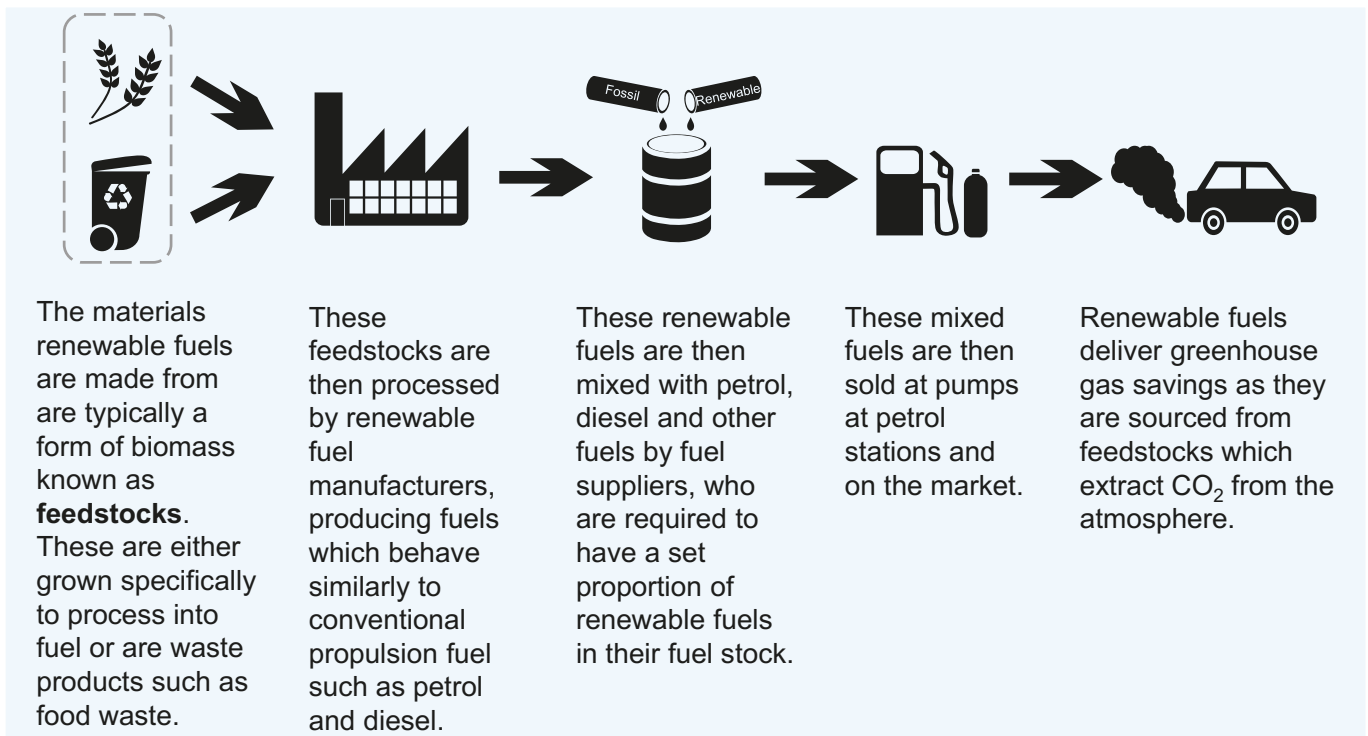 Fossil
Renewable
The materials
renewable fuels
are made from
are typically a
form of biomass
known as
feedstocks.
These are either
grown specifically
to process into
fuel or are waste
products such as
food waste.
These
feedstocks are
then processed
by renewable
fuel
manufacturers,
producing fuels
which behave
similarly to
conventional
propulsion fuel
such as petrol
and diesel.
These renewable
fuels are then
mixed with petrol,
diesel and other
fuels by fuel
suppliers, who
are required to
have a set
proportion of
renewable fuels
in their fuel stock.
These mixed
fuels are then
sold at pumps
at petrol
stations and
on the market.
Renewable fuels
deliver greenhouse
gas savings as they
are sourced from
feedstocks which
extract CO₂ from the
atmosphere.